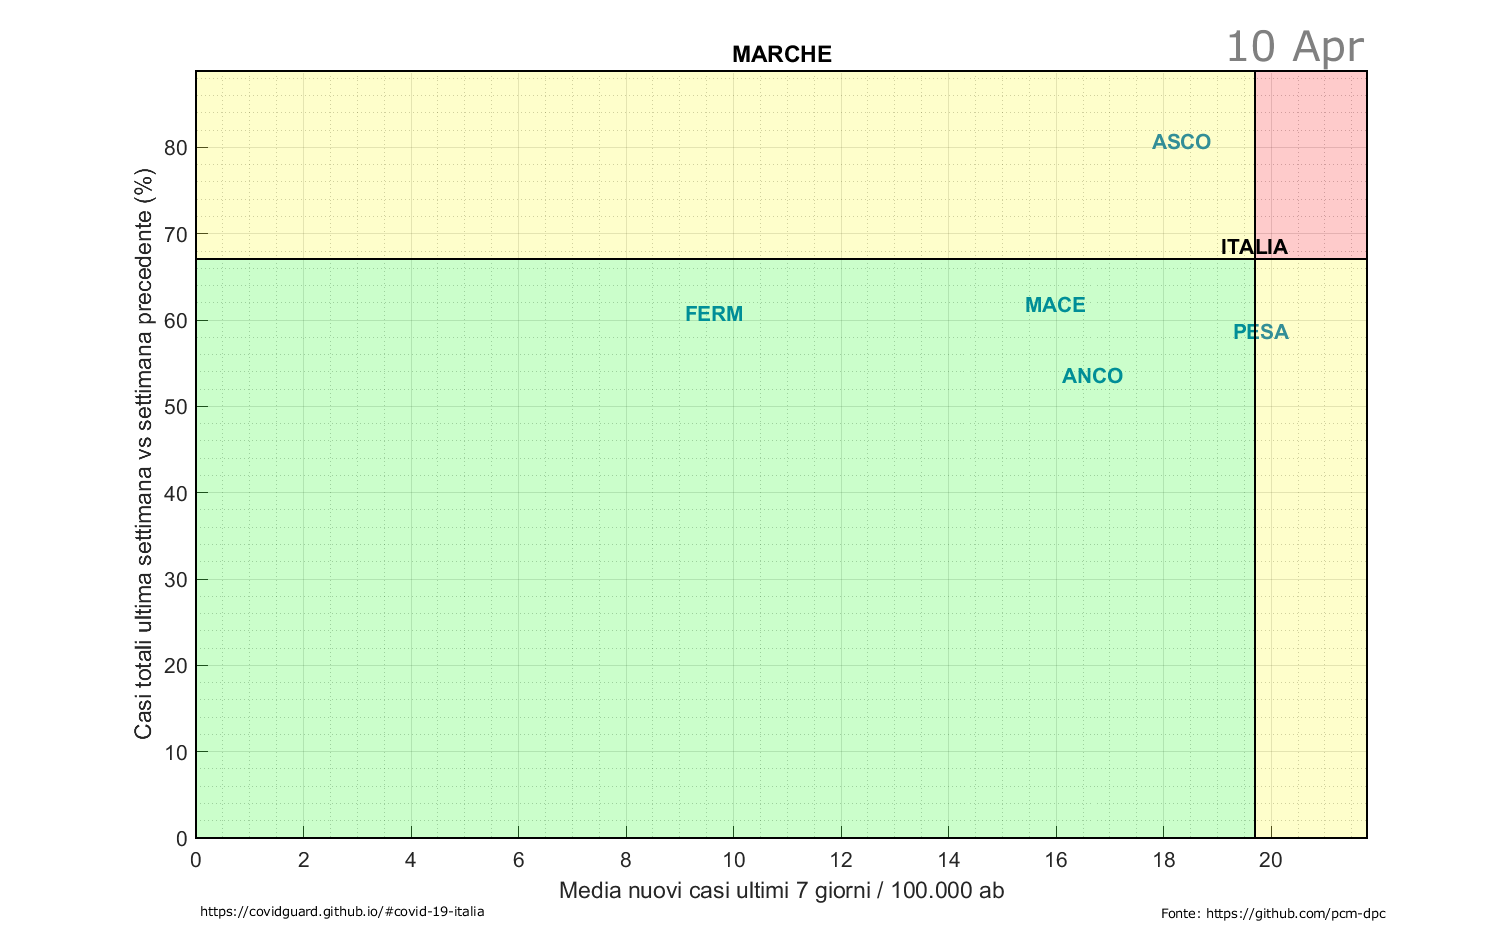 MARCHE
10 Apr
Casi totali ultima settimana vs settimana precedente (%)
80
70
60
50
40
30
20
10
0
ASCO
ITALIA
FERM
MACE
PESA
ANCO
0 2 4 6 8 10 12 14 16 18 20
Media nuovi casi ultimi 7 giorni / 100.000 ab
https://covidguard.github.io/#covid-19-italia
Fonte: https://github.com/pcm-dpc